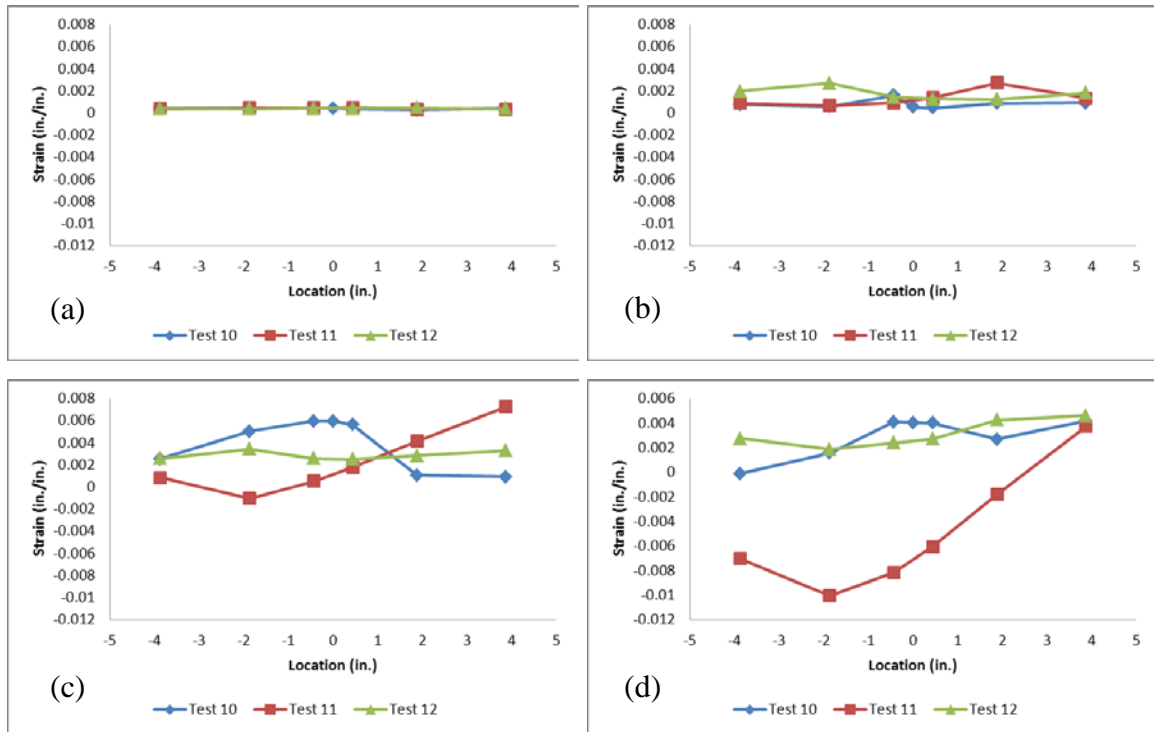 0.008
0.006
0.004
0.002
0
-0.002
-0.004
-0.006
-0.008
-0.01
-0.012
Strain (in./in.)
-5 -4 -3 -2 -1 0 1 2 3 4 5
Location (in.)
(a)
Test 10 Test 11 Test 12
0.008
0.006
0.004
0.002
0
-0.002
-0.004
-0.006
-0.008
-0.01
-0.012
Strain (in./in.)
-5 -4 -3 -2 -1 0 1 2 3 4 5
Location (in.)
(b)
Test 10 Test 11 Test 12
0.008
0.006
0.004
0.002
0
-0.002
-0.004
-0.006
-0.008
-0.01
-0.012
Strain (in./in.)
-5 -4 -3 -2 -1 0 1 2 3 4 5
Location (in.)
(c)
Test 10 Test 11 Test 12
0.008
0.006
0.004
0.002
0
-0.002
-0.004
-0.006
-0.008
-0.01
-0.012
Strain (in./in.)
-5 -4 -3 -2 -1 0 1 2 3 4 5
Location (in.)
(d)
Test 10 Test 11 Test 12